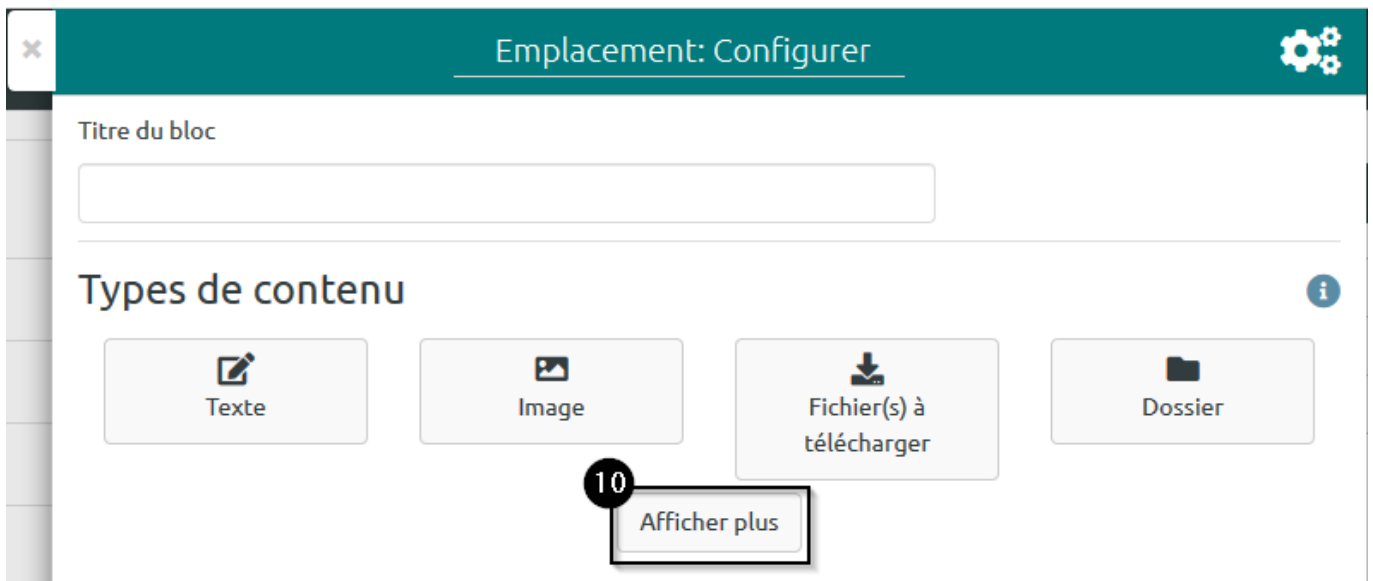 Emplacement: Configurer
Titre du bloc
Types de contenu
Texte
Image
Fichier(s) à
télécharger
Dossier
10
Afficher plus